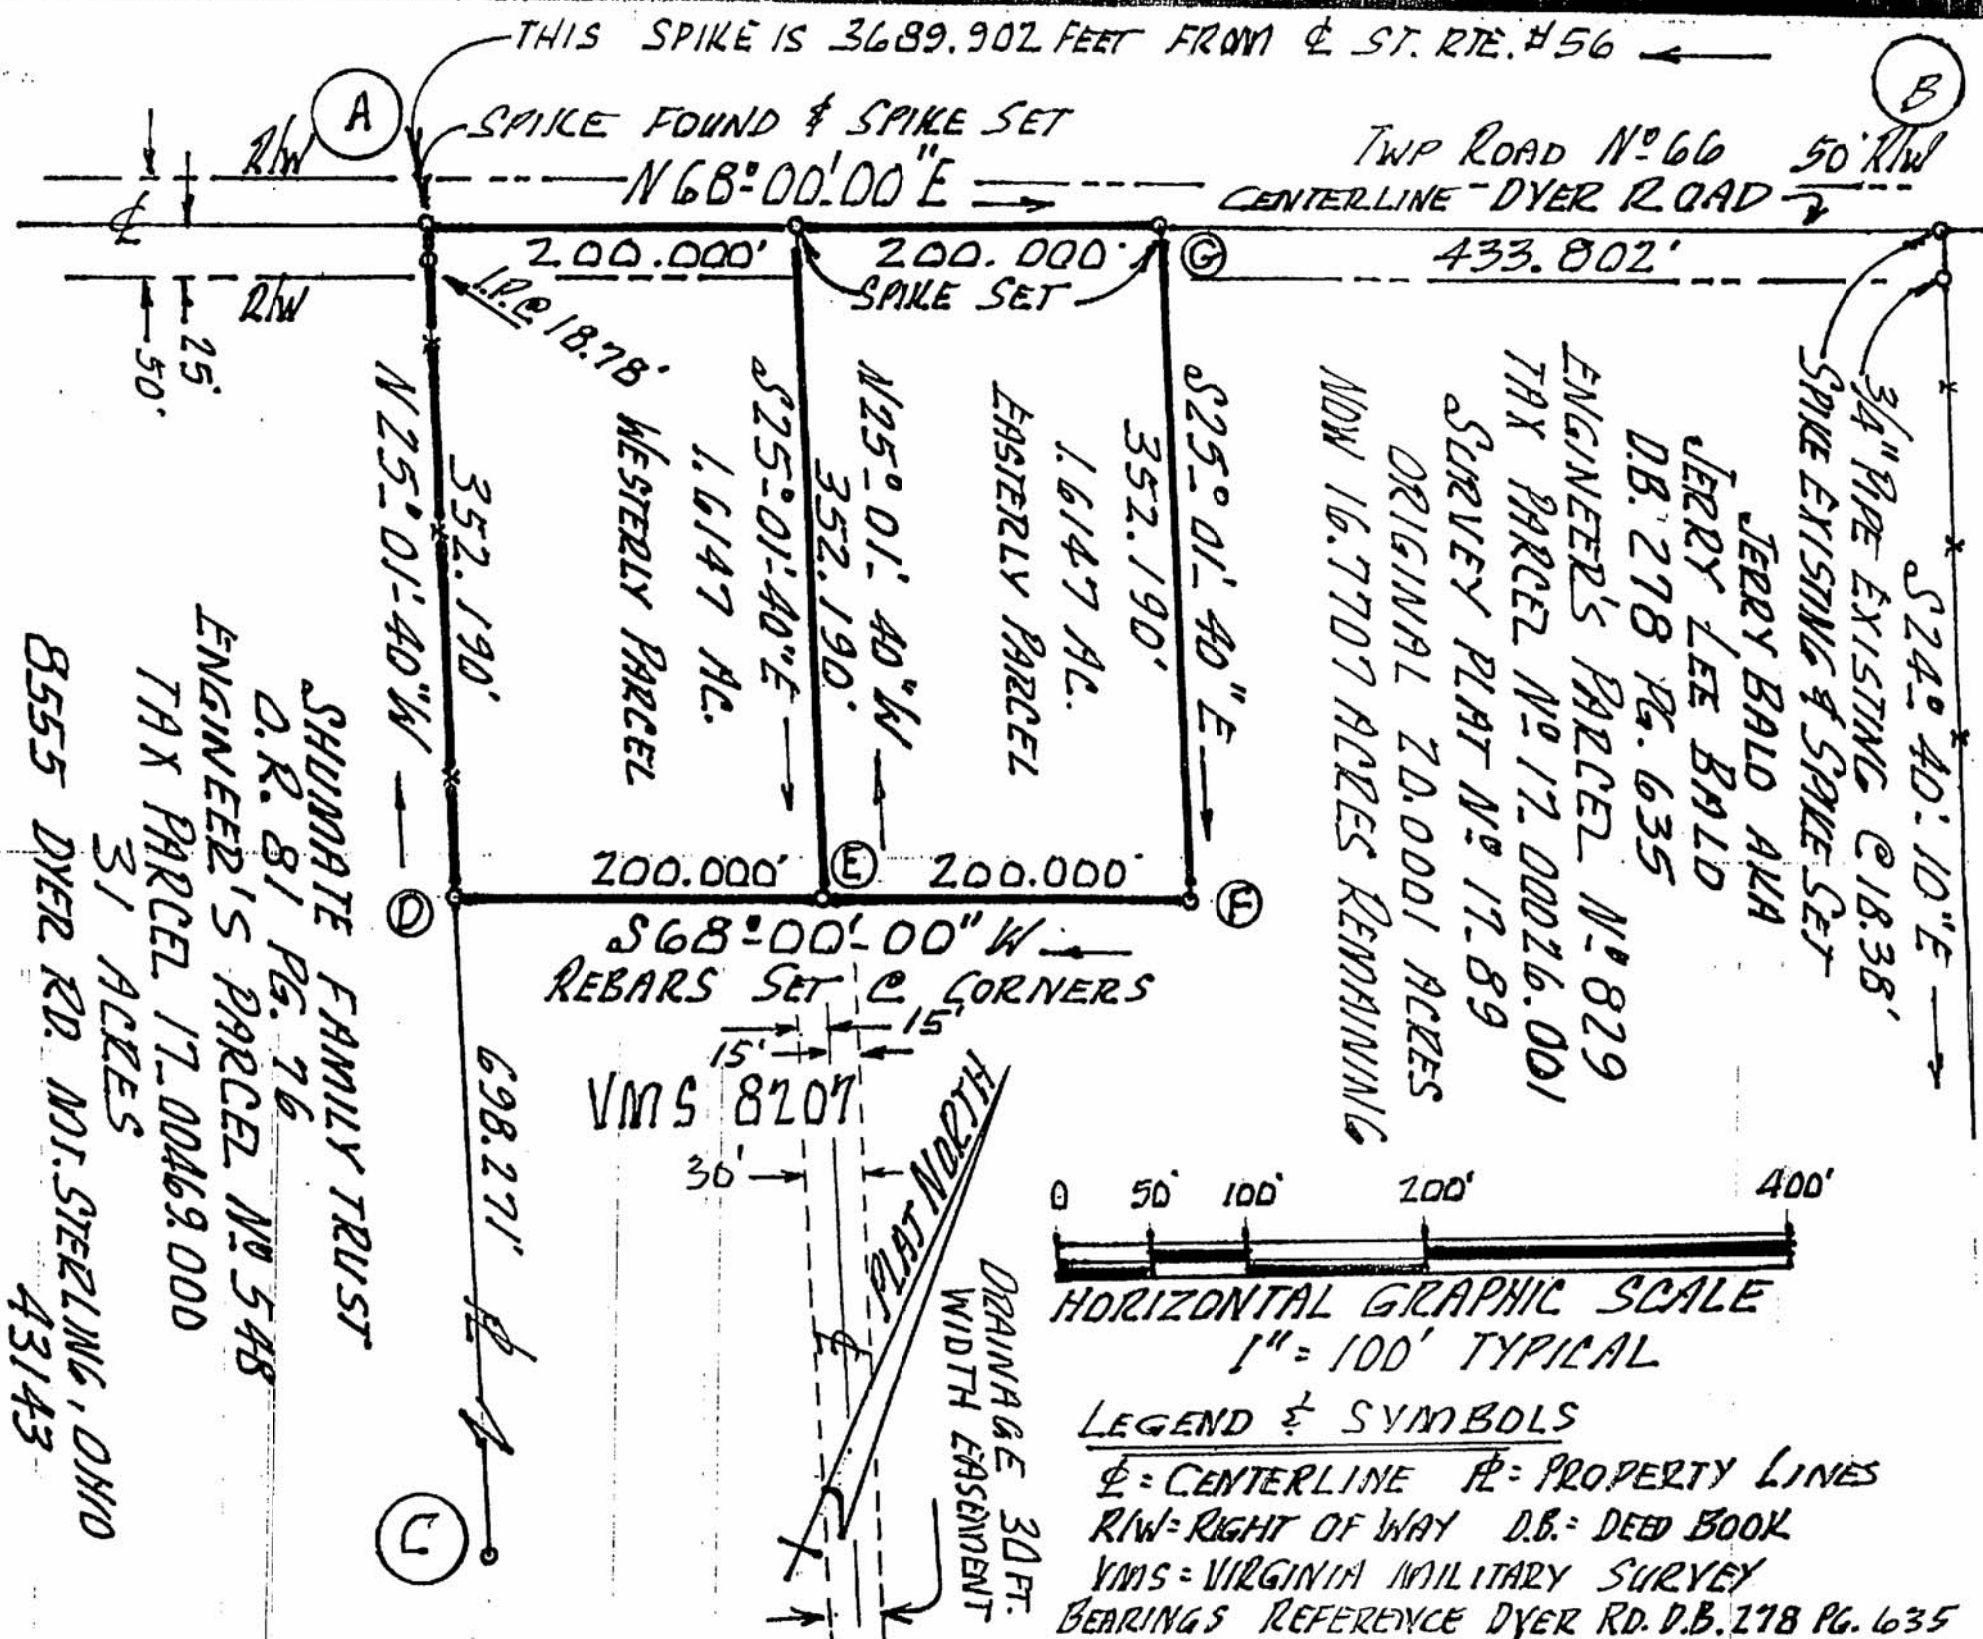 THIS SPIKE IS 3689.902 FEET FROM ℄ ST. RTE. #56
A
B
SPIKE FOUND & SPIKE SET
R/W
N68°-00'-00"E
TWP ROAD Nº 66
50' R/W
CENTERLINE - DYER ROAD
℄
200.000'
200.000'
G
433.802'
R/W
SPIKE SET
I.P. @ 18.78'
25'
50'
N25°-01'-40"W
352.190'
WESTERLY PARCEL
1.6147 AC.
S25°-01'-40"E
352.190'
N25°-01'-40"W
EASTERLY PARCEL
1.6147 AC.
352.190'
S25°-01'-40"E
S24°-40'-10"E
3/4" PIPE EXISTING @ 18.38'
SPIKE EXISTING & SPIKE SET
JERRY BALD AKA
JERRY LEE BALD
D.B. 278 PG. 635
ENGINEER'S PARCEL Nº 829
TAX PARCEL Nº 17-00026.001
SURVEY PLAT Nº 17-89
ORIGINAL 20.0001 ACRES
NOW 16.7707 ACRES REMAINING
200.000'
E
200.000'
D
F
S68°-00'-00"W
REBARS SET @ CORNERS
15'
15'
VMS 8207
30'
PLAT NORTH
℄
DRAINAGE 30 FT.
WIDTH EASEMENT
SHUMATE FAMILY TRUST
O.R. 81 PG. 76
ENGINEER'S PARCEL Nº 548
TAX PARCEL 17-00469.000
31 ACRES
8555 DYER RD. MT. STERLING, OHIO
43143
698.271'
⅊
C
0 50' 100' 200' 400'
HORIZONTAL GRAPHIC SCALE
1" = 100' TYPICAL
LEGEND & SYMBOLS
℄ = CENTERLINE ⅊ = PROPERTY LINES
R/W = RIGHT OF WAY D.B. = DEED BOOK
VMS = VIRGINIA MILITARY SURVEY
BEARINGS REFERENCE DYER RD. D.B. 278 PG. 635